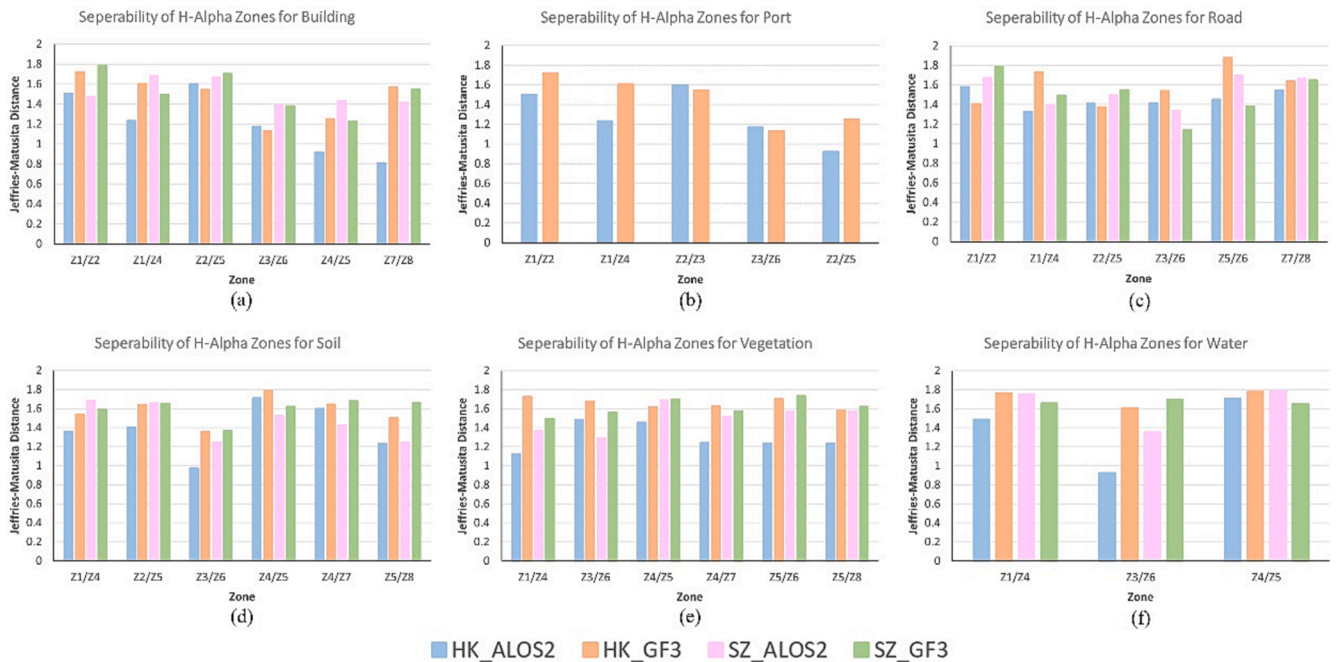 Seperability of H-Alpha Zones for Building
Jeffries-Matusita Distance
2
1.8
1.6
1.4
1.2
1
0.8
0.6
0.4
0.2
0
Z1/Z2 Z1/Z4 Z2/Z5 Z3/Z6 Z4/Z5 Z7/Z8
Zone
(a)
Seperability of H-Alpha Zones for Port
Jeffries-Matusita Distance
2
1.8
1.6
1.4
1.2
1
0.8
0.6
0.4
0.2
0
Z1/Z2 Z1/Z4 Z2/Z3 Z3/Z6 Z2/Z5
Zone
(b)
Seperability of H-Alpha Zones for Road
Jeffries-Matusita Distance
2
1.8
1.6
1.4
1.2
1
0.8
0.6
0.4
0.2
0
Z1/Z2 Z1/Z4 Z2/Z5 Z3/Z6 Z5/Z6 Z7/Z8
Zone
(c)
Seperability of H-Alpha Zones for Soil
Jeffries-Matusita Distance
2
1.8
1.6
1.4
1.2
1
0.8
0.6
0.4
0.2
0
Z1/Z4 Z2/Z5 Z3/Z6 Z4/Z5 Z4/Z7 Z5/Z8
Zone
(d)
Seperability of H-Alpha Zones for Vegetation
Jeffries-Matusita Distance
2
1.8
1.6
1.4
1.2
1
0.8
0.6
0.4
0.2
0
Z1/Z4 Z3/Z6 Z4/Z5 Z4/Z7 Z5/Z6 Z5/Z8
Zone
(e)
Seperability of H-Alpha Zones for Water
Jeffries-Matusita Distance
2
1.8
1.6
1.4
1.2
1
0.8
0.6
0.4
0.2
0
Z1/Z4 Z3/Z6 Z4/Z5
Zone
(f)
HK_ALOS2 HK_GF3 SZ_ALOS2 SZ_GF3